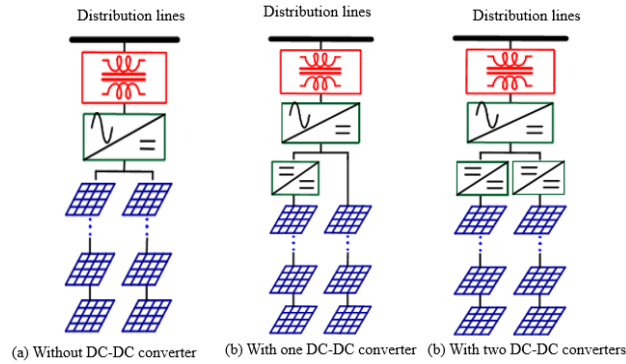 Distribution lines
Distribution lines
Distribution lines
(a) Without DC-DC converter
(b) With one DC-DC converter
(b) With two DC-DC converters